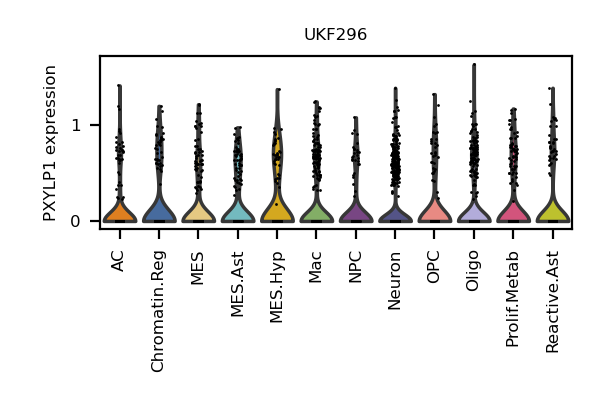 UKF296
PXYLP1 expression
1
0
AC
Chromatin.Reg
MES
MES.Ast
MES.Hyp
Mac
NPC
Neuron
OPC
Oligo
Prolif.Metab
Reactive.Ast